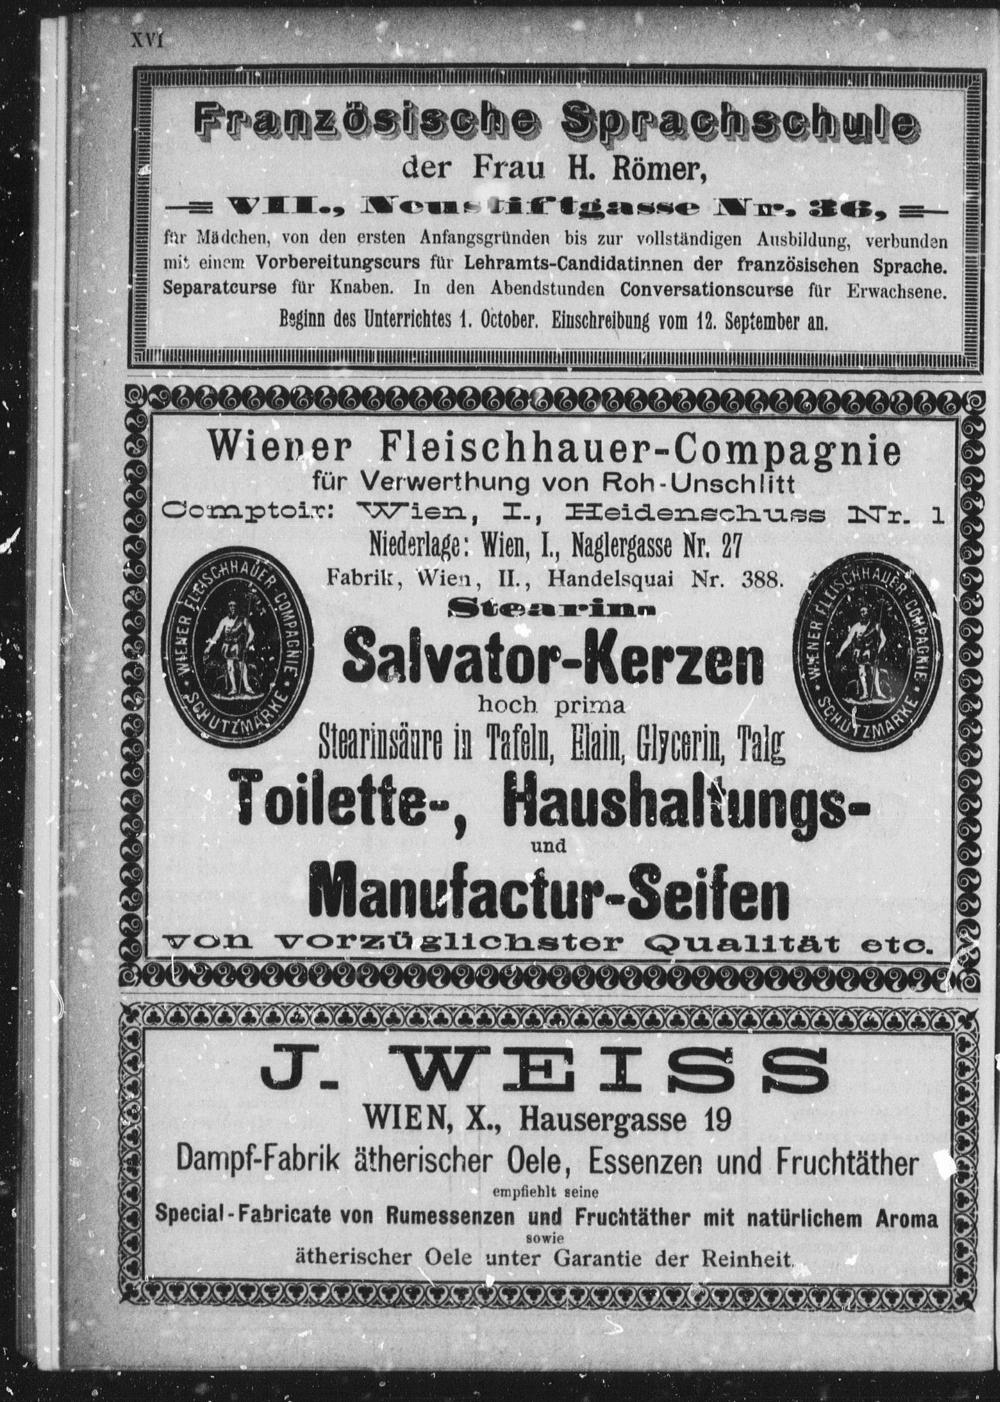 XVI
Französische Sprachschule
der Frau H. Römer,
VII., Neustiftgasse Nr. 36,
für Mädchen, von den ersten Anfangsgründen bis zur vollständigen Ausbildung, verbunden
mit einem Vorbereitungscurs für Lehramts-Candidatinnen der französischen Sprache.
Separatcurse für Knaben. In den Abendstunden Conversationscurse für Erwachsene.
Beginn des Unterrichtes 1. October. Einschreibung vom 12. September an.
Wiener Fleischhauer-Compagnie
für Verwerthung von Roh-Unschlitt
Comptoir: Wien, I., Heidenschuss Nr. 1
Niederlage: Wien, I., Naglergasse Nr. 27
Fabrik, Wien, II., Handelsquai Nr. 388.
WIENER FLEISCHHAUER-COMPAGNIE
SCHUTZMARKE
WIENER FLEISCHHAUER-COMPAGNIE
SCHUTZMARKE
Stearin-
Salvator-Kerzen
hoch prima
Stearinsäure in Tafeln, Elain, Glycerin, Talg
Toilette-, Haushaltungs-
und
Manufactur-Seifen
von vorzüglichster Qualität etc.
J. WEISS
WIEN, X., Hausergasse 19
Dampf-Fabrik ätherischer Oele, Essenzen und Fruchtäther
empfiehlt seine
Special-Fabricate von Rumessenzen und Fruchtäther mit natürlichem Aroma
sowie
ätherischer Oele unter Garantie der Reinheit.